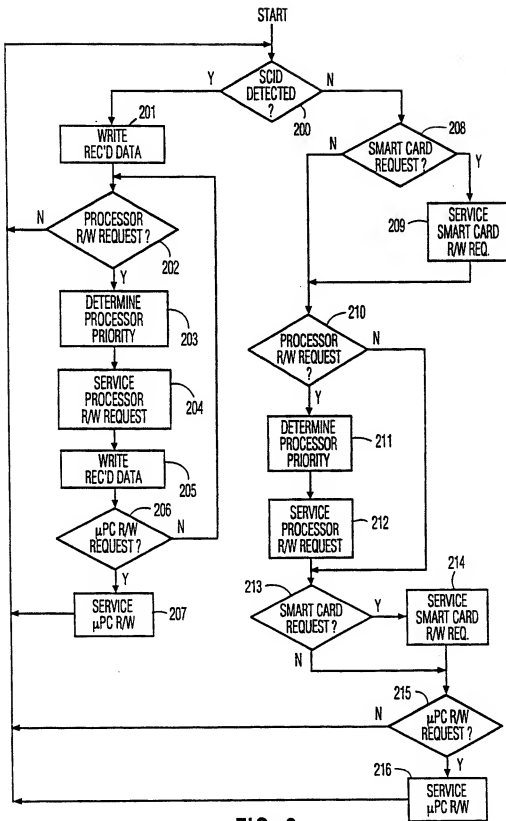 START
SCID
DETECTED
?
Y
N
200
201
WRITE
REC'D DATA
208
SMART CARD
REQUEST ?
N
Y
PROCESSOR
R/W REQUEST ?
N
Y
202
209
SERVICE
SMART CARD
R/W REQ.
DETERMINE
PROCESSOR
PRIORITY
203
210
PROCESSOR
R/W REQUEST
?
N
Y
SERVICE
PROCESSOR
R/W REQUEST
204
DETERMINE
PROCESSOR
PRIORITY
211
WRITE
REC'D DATA
205
SERVICE
PROCESSOR
R/W REQUEST
212
206
µPC R/W
REQUEST ?
N
Y
213
SMART CARD
REQUEST ?
Y
N
214
SERVICE
SMART CARD
R/W REQ.
SERVICE
µPC R/W
207
215
µPC R/W
REQUEST ?
N
Y
216
SERVICE
µPC R/W